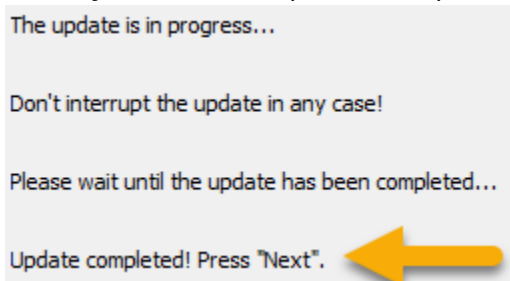 The update is in progress...
Don't interrupt the update in any case!
Please wait until the update has been completed...
Update completed! Press "Next".